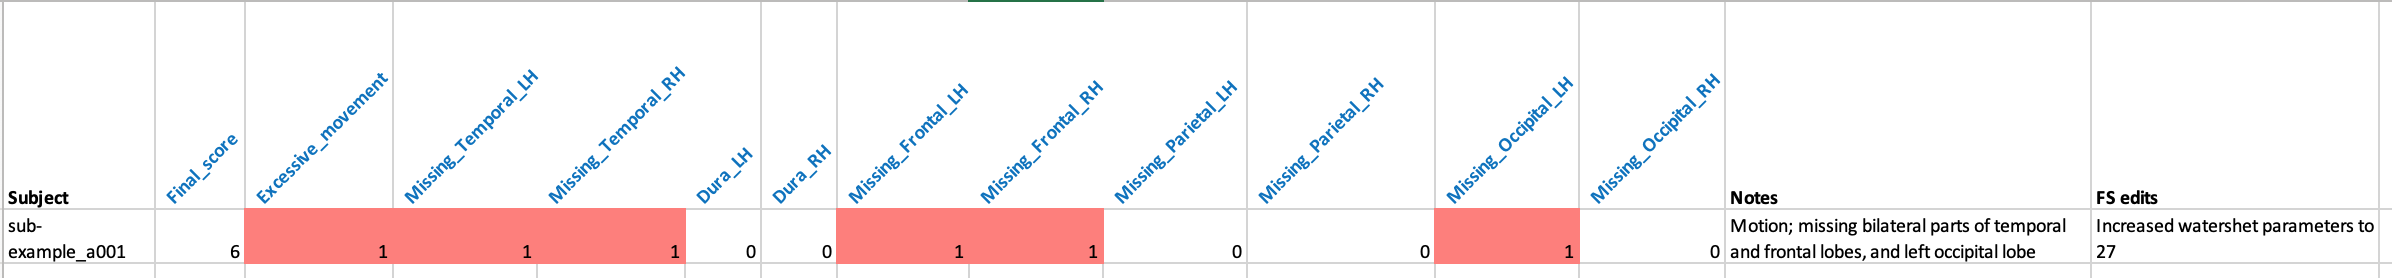 Subject
Final_score
Excessive_movement
Missing_Temporal_LH
Missing_Temporal_RH
Dura_LH
Dura_RH
Missing_Frontal_LH
Missing_Frontal_RH
Missing_Parietal_LH
Missing_Parietal_RH
Missing_Occipital_LH
Missing_Occipital_RH
Notes
FS edits
sub-
example_a001
6
1
1
1
0
0
1
1
0
0
1
0
Motion; missing bilateral parts of temporal
and frontal lobes, and left occipital lobe
Increased watershet parameters to
27